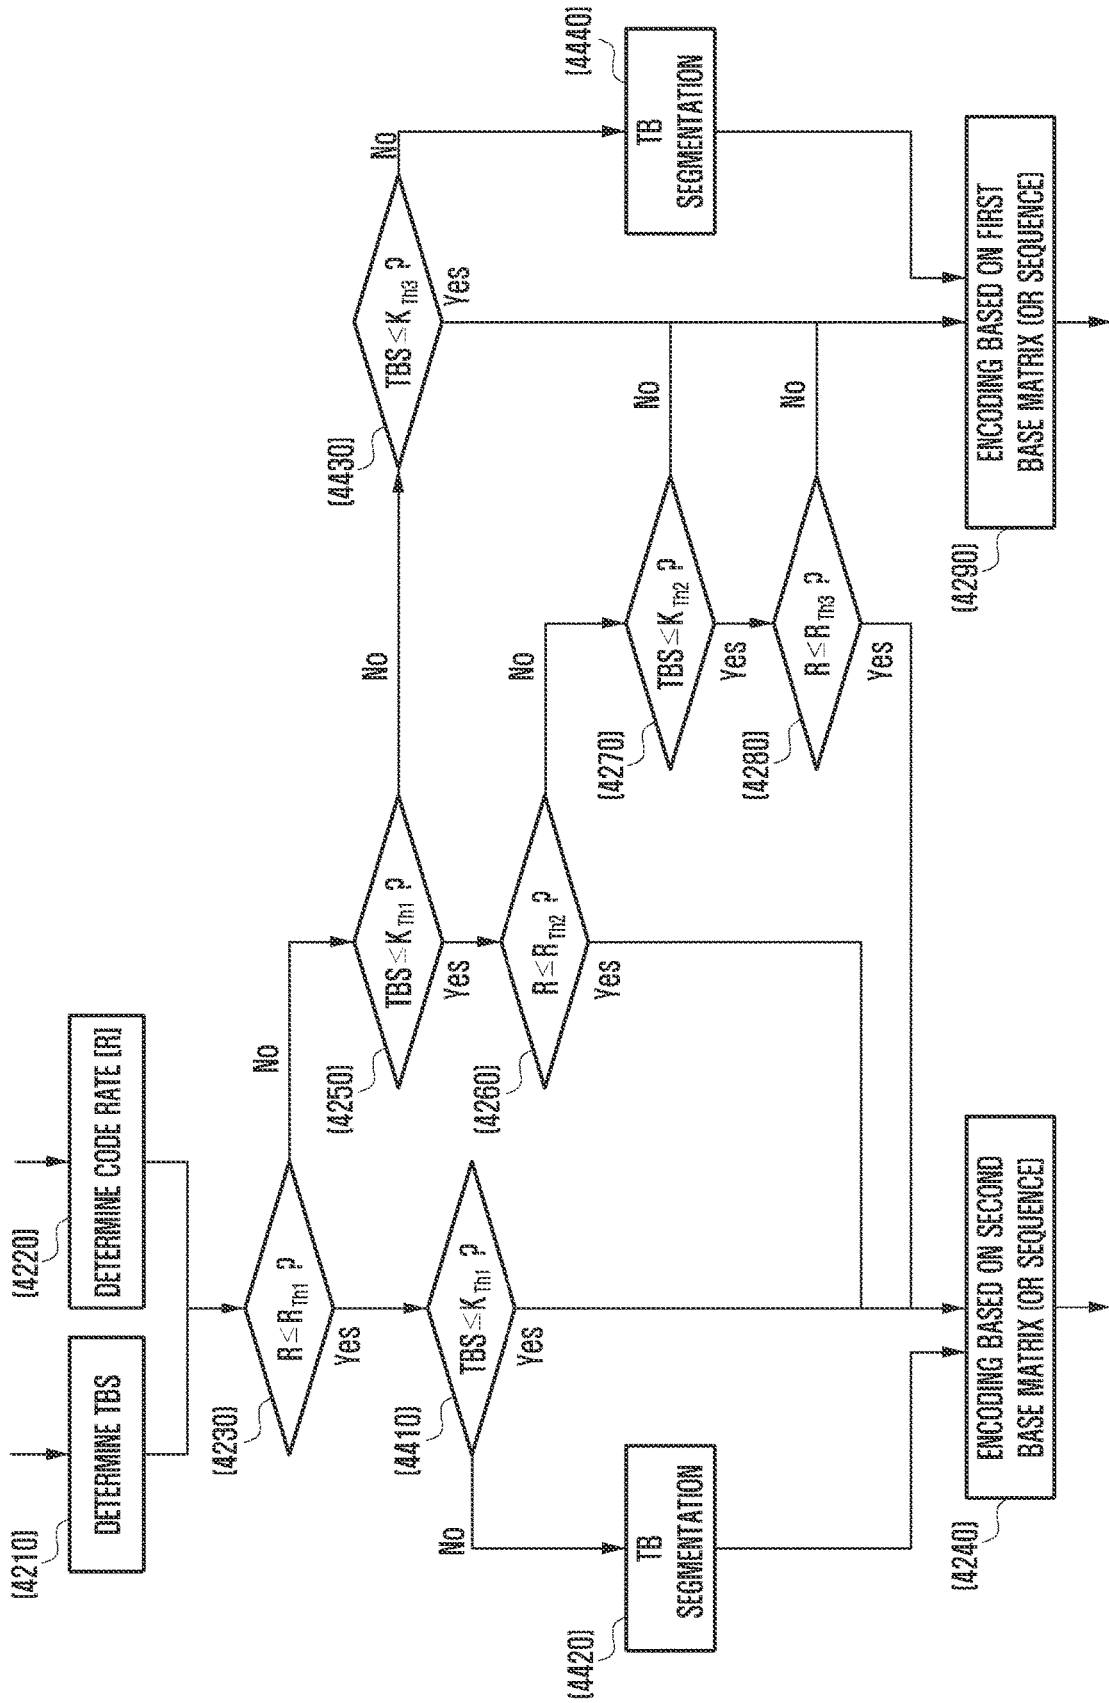 (4210)
DETERMINE TBS
(4220)
DETERMINE CODE RATE (R)
(4230)
R≤R_Th1 ?
No
Yes
(4410)
TBS≤K_Th1 ?
No
Yes
(4420)
TB
SEGMENTATION
(4240)
ENCODING BASED ON SECOND
BASE MATRIX (OR SEQUENCE)
(4250)
TBS≤K_Th1 ?
No
Yes
(4260)
R≤R_Th2 ?
No
Yes
(4270)
TBS≤K_Th2 ?
No
Yes
(4280)
R≤R_Th3 ?
No
Yes
(4430)
TBS≤K_Th3 ?
No
Yes
(4440)
TB
SEGMENTATION
(4290)
ENCODING BASED ON FIRST
BASE MATRIX (OR SEQUENCE)